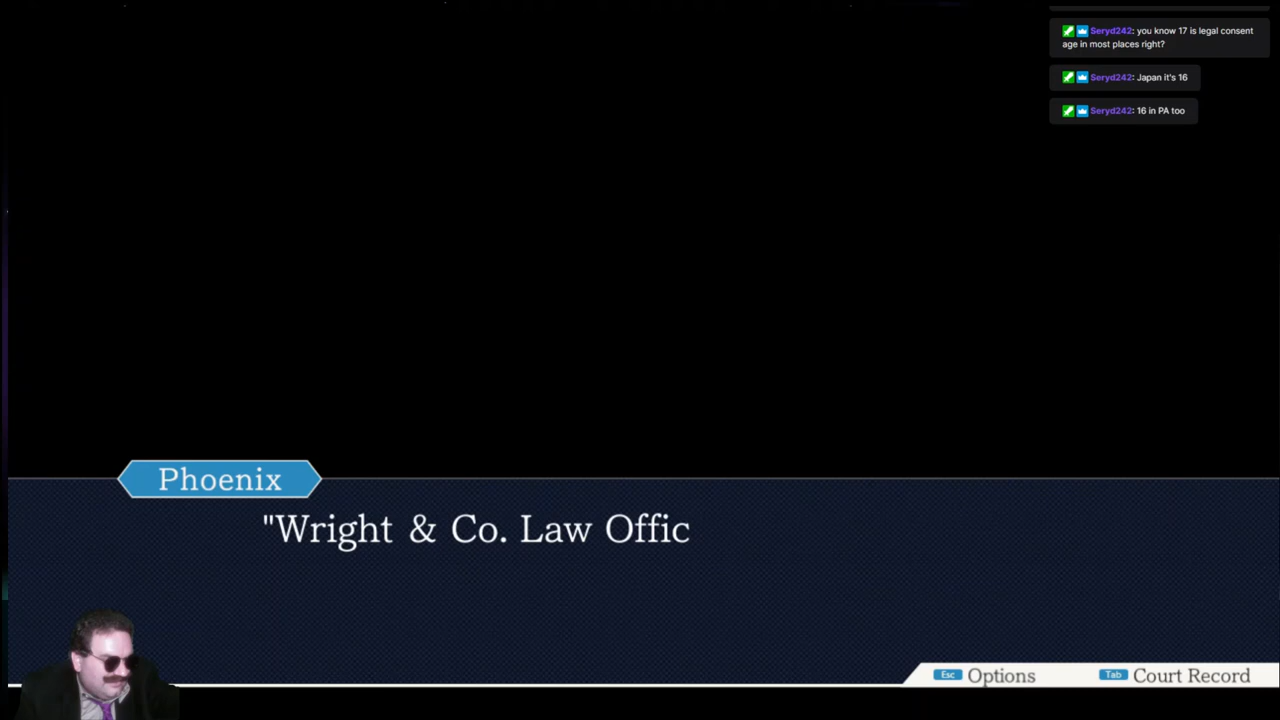 Seryd242: you know 17 is legal consent
age in most places right?
Seryd242: Japan it's 16
Seryd242: 16 in PA too
Phoenix
"Wright & Co. Law Offic
Esc Options Tab Court Record